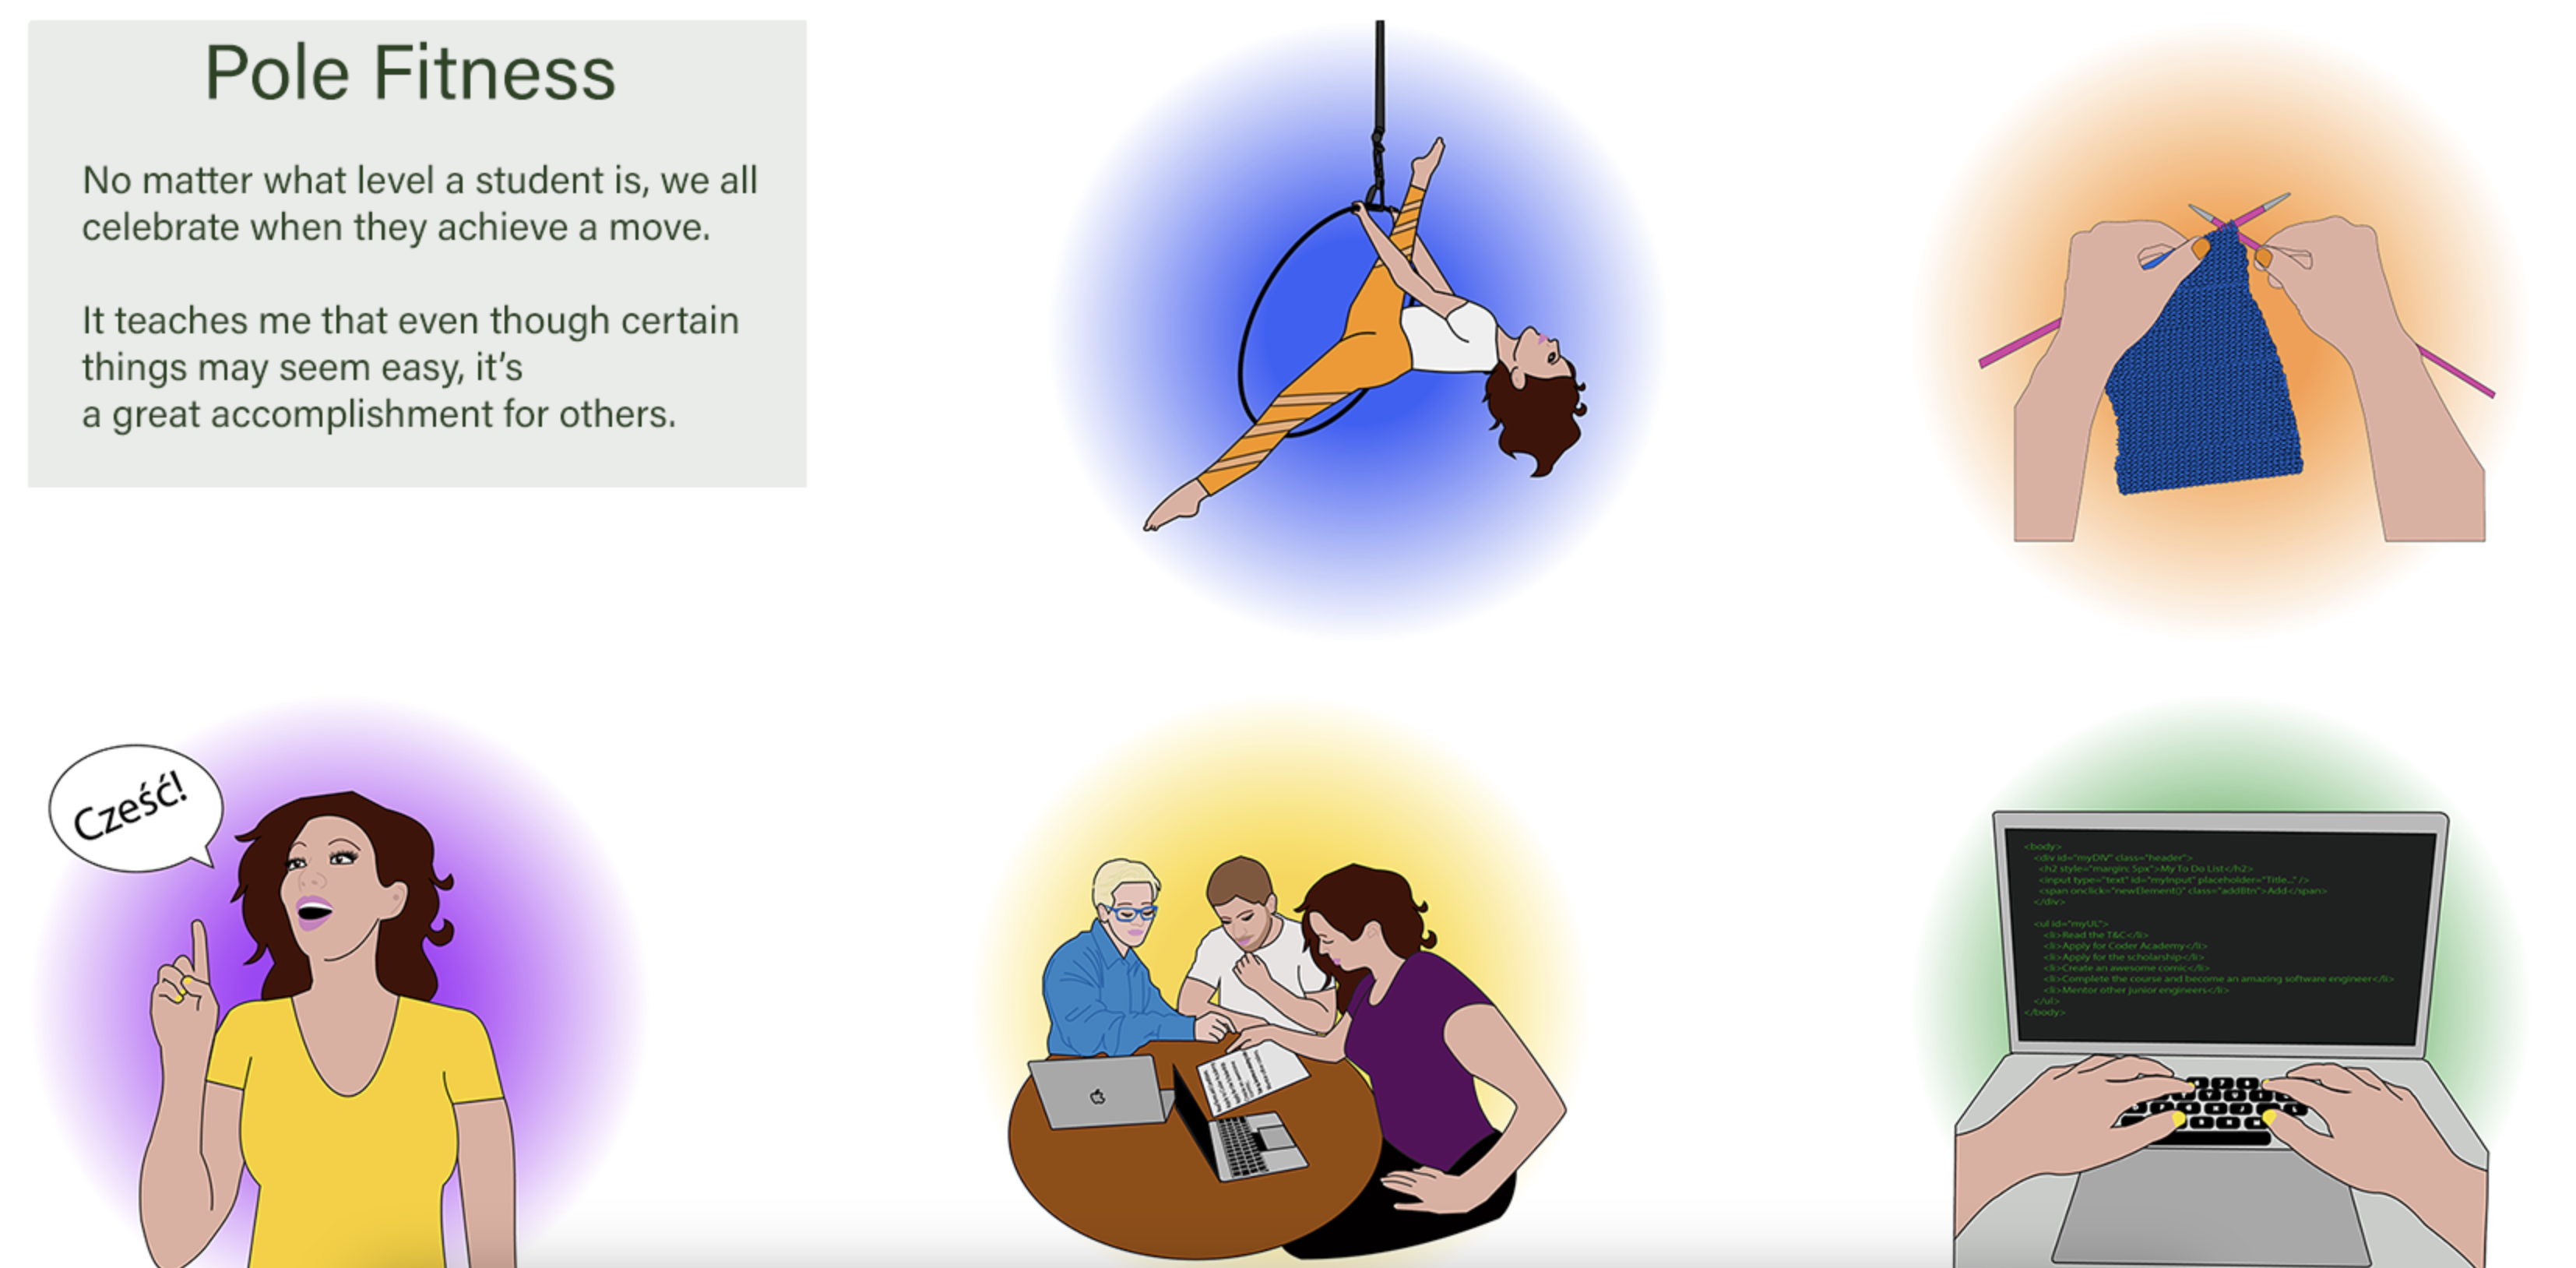 Pole Fitness
No matter what level a student is, we all
celebrate when they achieve a move.
It teaches me that even though certain
things may seem easy, it's
a great accomplishment for others.
Cześć!
<body>
<div id="myDIV" class="header">
<h2 style="margin: 5px">My To Do List</h2>
<input type="text" id="myInput" placeholder="Title..." />
<span onclick="newElement()" class="addBtn">Add</span>
</div>
<ul id="myUL">
<li>Read the T&C</li>
<li>Apply for Coder Academy</li>
<li>Apply for the scholarship</li>
<li>Create an awesome comic</li>
<li>Complete the course and become an amazing software engineer</li>
<li>Mentor other junior engineers</li>
</ul>
</body>